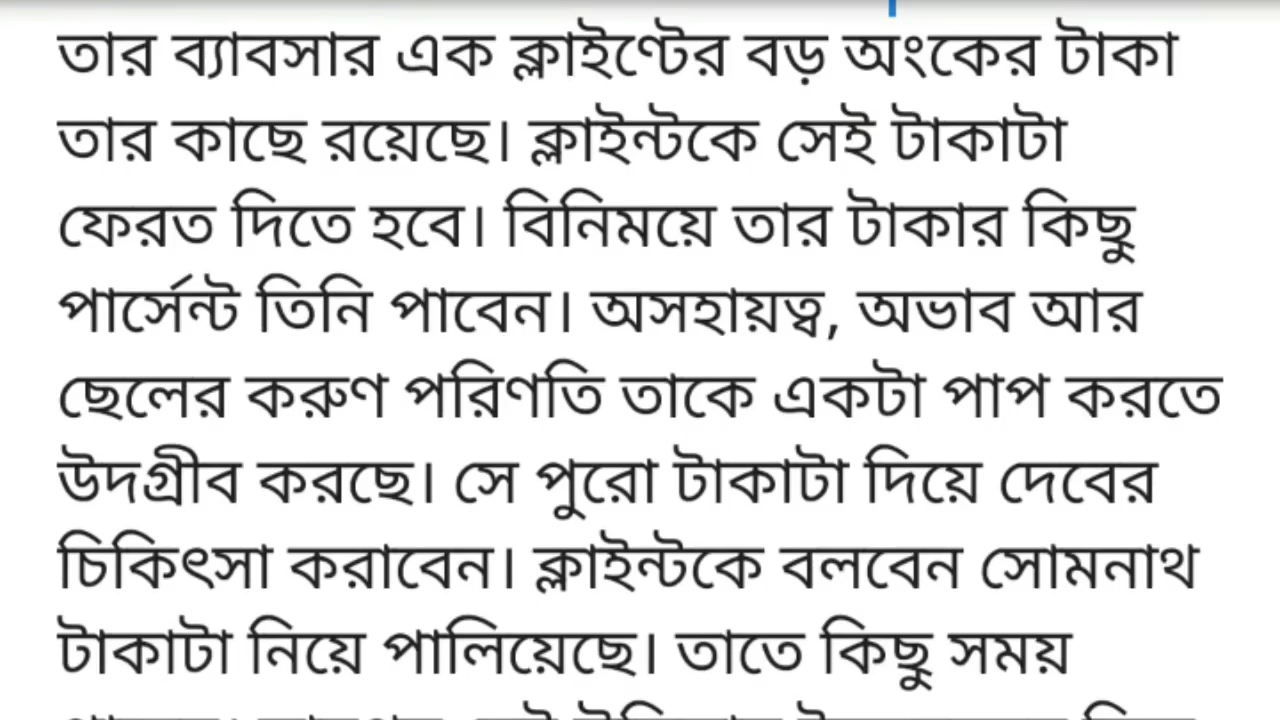 তার ব্যাবসার এক ক্লাইণ্টের বড় অংকের টাকা
তার কাছে রয়েছে। ক্লাইন্টকে সেই টাকাটা
ফেরত দিতে হবে। বিনিময়ে তার টাকার কিছু
পার্সেন্ট তিনি পাবেন। অসহায়ত্ব, অভাব আর
ছেলের করুণ পরিণতি তাকে একটা পাপ করতে
উদগ্রীব করছে। সে পুরো টাকাটা দিয়ে দেবের
চিকিৎসা করাবেন। ক্লাইন্টকে বলবেন সোমনাথ
টাকাটা নিয়ে পালিয়েছে। তাতে কিছু সময়